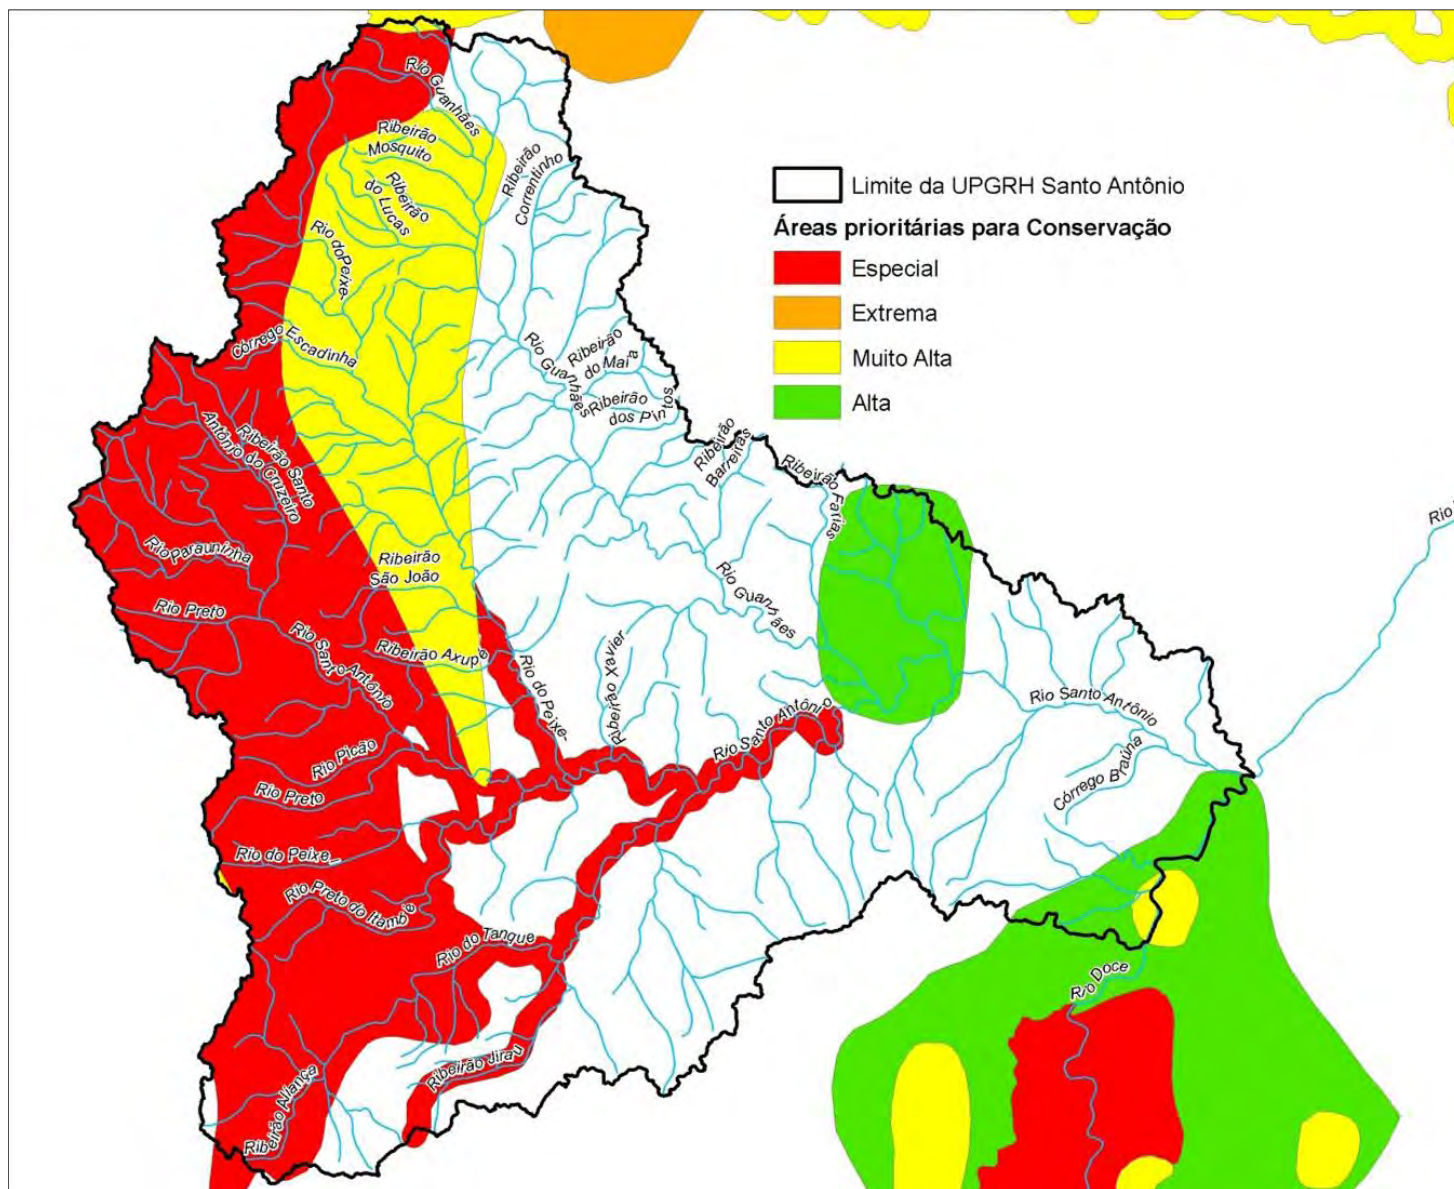 Rio Guanhães
Ribeirão
Mosquito
Ribeirão
do Lucas
Rio do Peixe
Ribeirão
Correntinho
Limite da UPGRH Santo Antônio
Áreas prioritárias para Conservação
Especial
Extrema
Muito Alta
Alta
Córrego Escadinha
Rio Guanhães
Ribeirão
do Maia
Ribeirão
dos Pintos
Ribeirão Santo
Antônio do Cruzeiro
Ribeirão
Barreiras
Ribeirão Farias
Rio
Rio Paraúninha
Ribeirão
São João
Rio Guanhães
Rio Preto
Rio Santo Antônio
Ribeirão Axupé
Rio do Peixe
Ribeirão Xavier
Rio Santo Antônio
Rio Santo Antônio
Rio Picão
Rio Preto
Córrego Braúna
Rio do Peixe
Rio Preto do Itambé
Rio do Tanque
Rio Doce
Ribeirão Jirau
Ribeirão Aliança